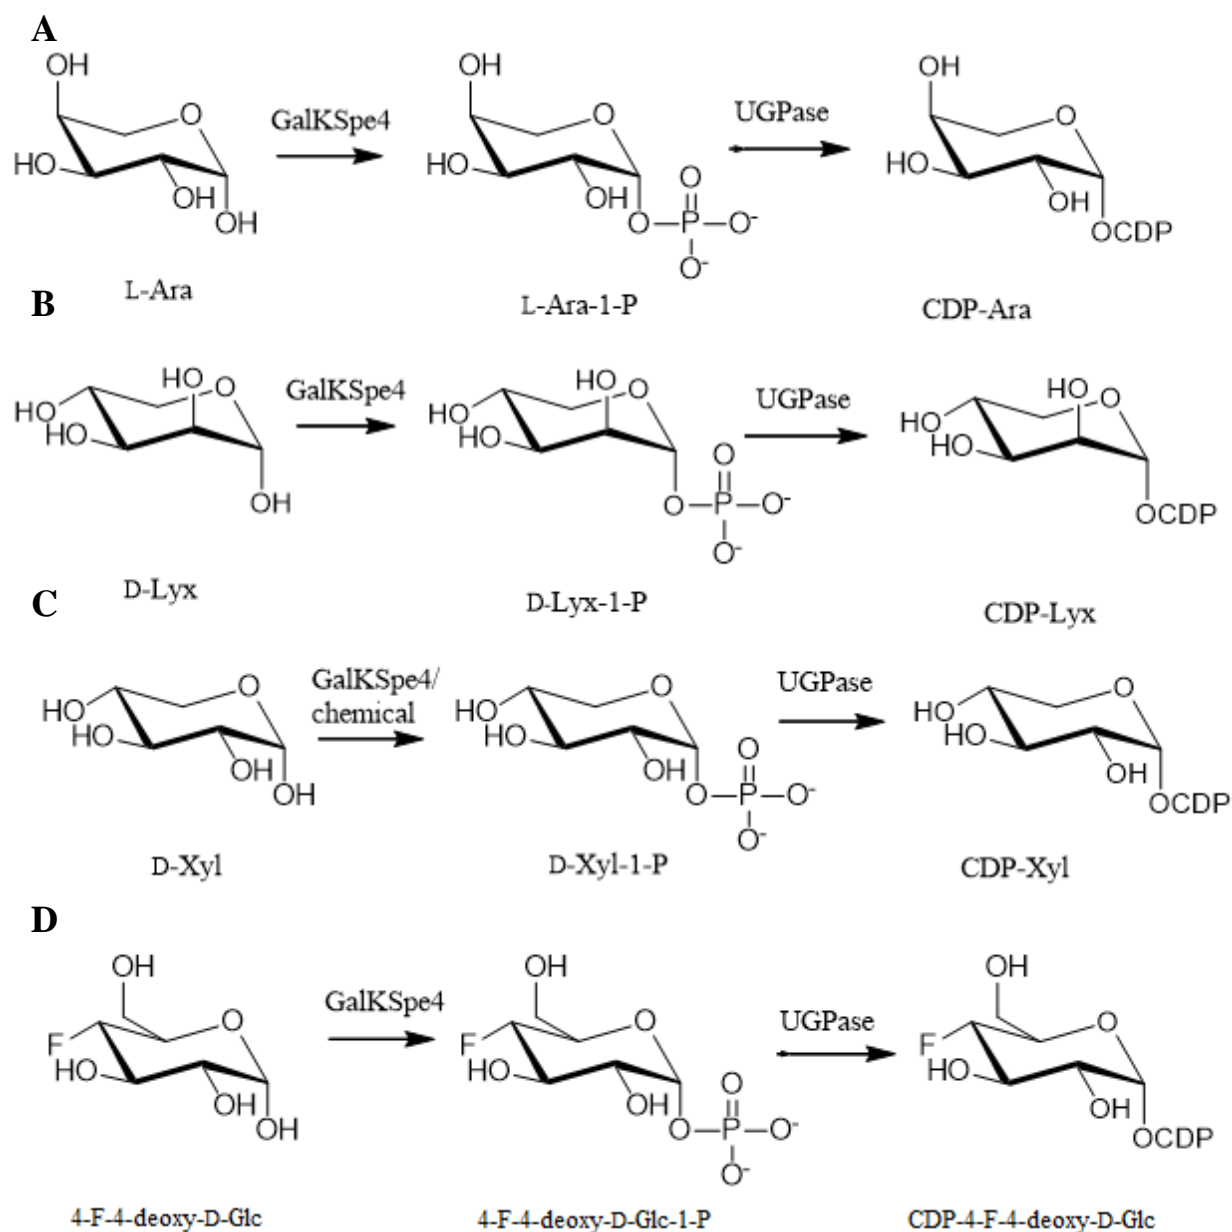 A
OH
O
HO
OH
OH
GalKSpe4
OH
O
HO
OH
O
P
O
O-
O-
UGPase
OH
O
HO
OH
OCDP
L-Ara
L-Ara-1-P
CDP-Ara
B
HO
O
HO
HO
OH
GalKSpe4
HO
O
HO
HO
O
P
O
O-
O-
UGPase
HO
O
HO
HO
OCDP
D-Lyx
D-Lyx-1-P
CDP-Lyx
C
O
HO
HO
OH
OH
GalKSpe4/
chemical
O
HO
HO
OH
O
P
O
O-
O-
UGPase
O
HO
HO
OH
OCDP
D-Xyl
D-Xyl-1-P
CDP-Xyl
D
OH
O
F
HO
OH
OH
GalKSpe4
OH
O
F
HO
OH
O
P
O
O-
O-
UGPase
OH
O
F
HO
OH
OCDP
4-F-4-deoxy-D-Glc
4-F-4-deoxy-D-Glc-1-P
CDP-4-F-4-deoxy-D-Glc